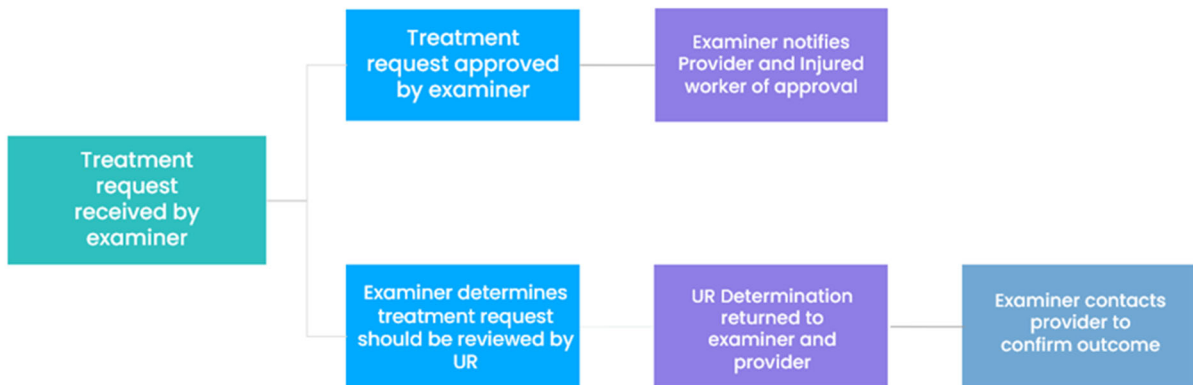 Treatment
request
received by
examiner
Treatment
request approved
by examiner
Examiner notifies
Provider and Injured
worker of approval
Examiner determines
treatment request
should be reviewed by
UR
UR Determination
returned to
examiner and
provider
Examiner contacts
provider to
confirm outcome